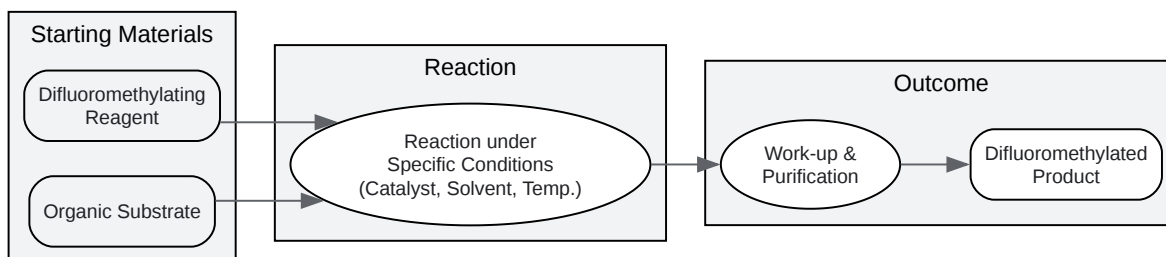 Starting Materials
Difluoromethylating
Reagent
Organic Substrate
Reaction
Reaction under
Specific Conditions
(Catalyst, Solvent, Temp.)
Outcome
Work-up &
Purification
Difluoromethylated
Product